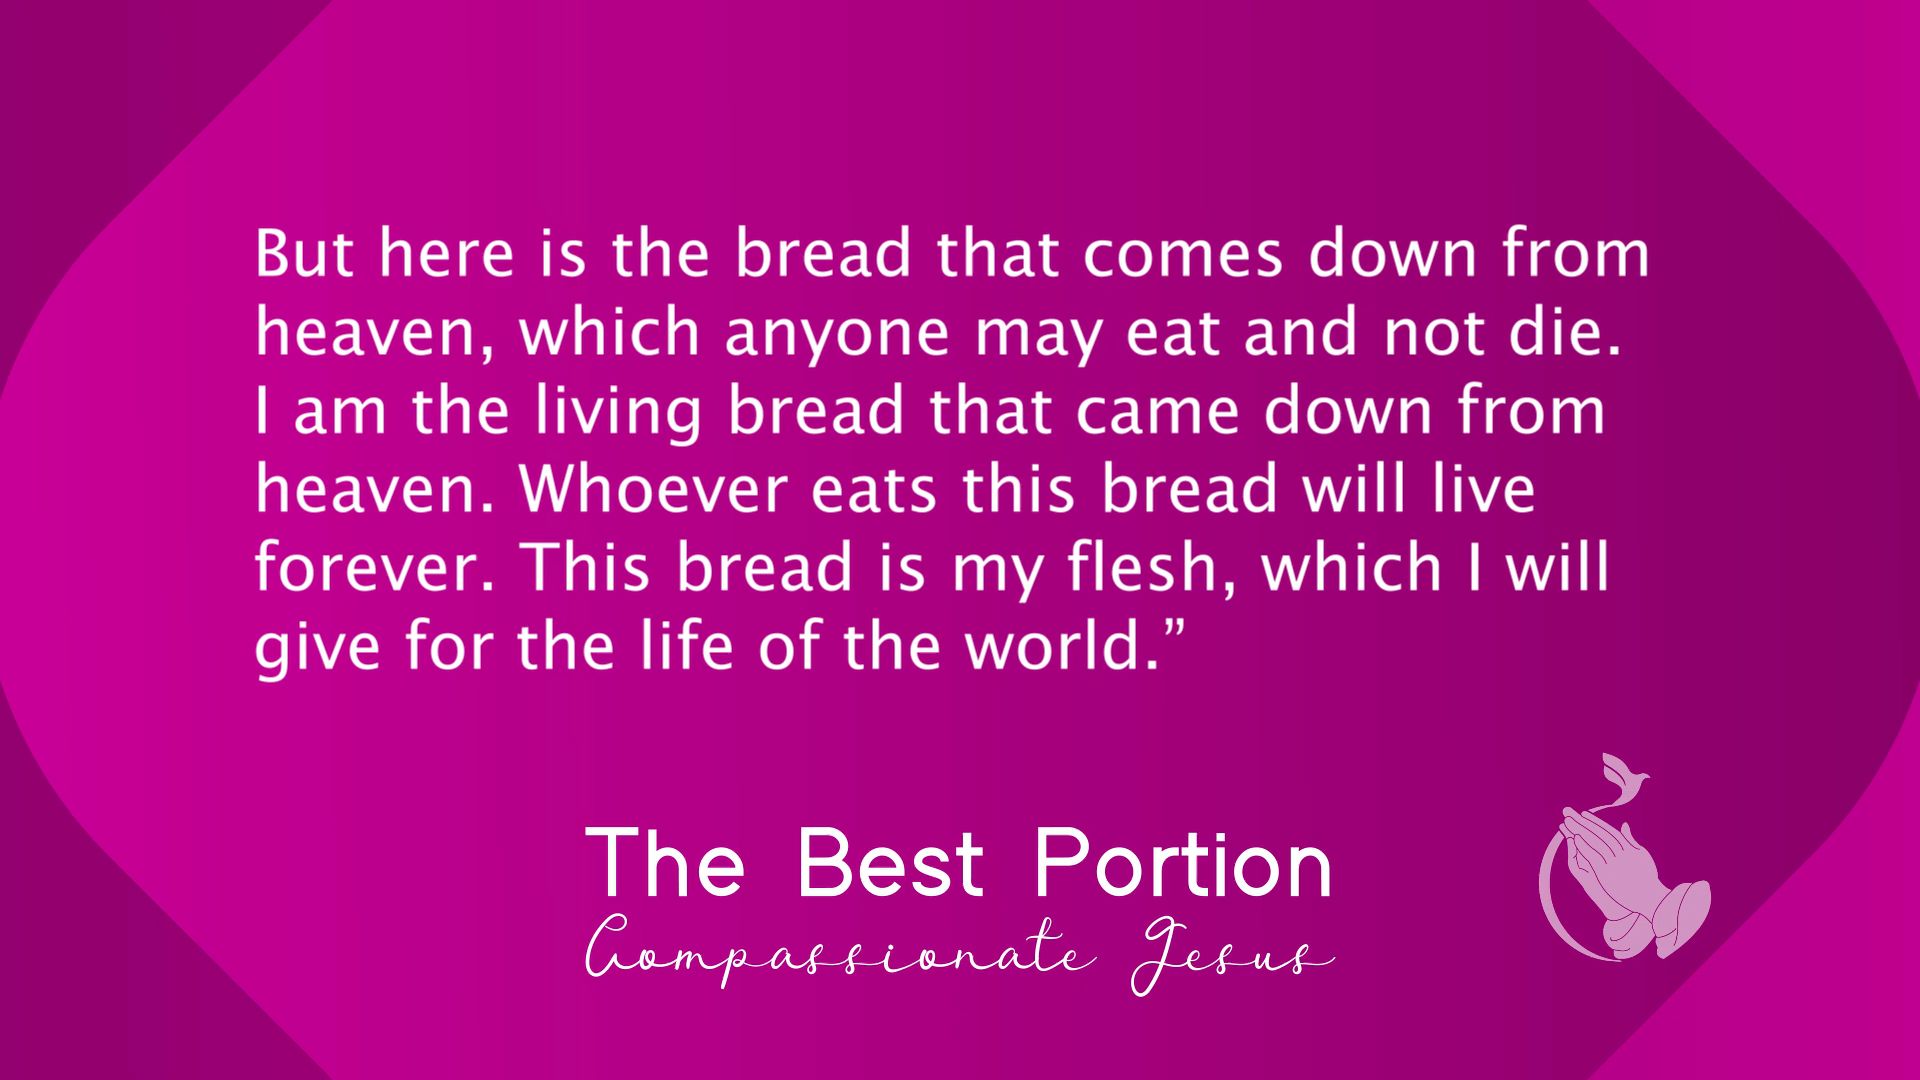 But here is the bread that comes down from
heaven, which anyone may eat and not die.
I am the living bread that came down from
heaven. Whoever eats this bread will live
forever. This bread is my flesh, which I will
give for the life of the world.”
The Best Portion
Compassionate Jesus